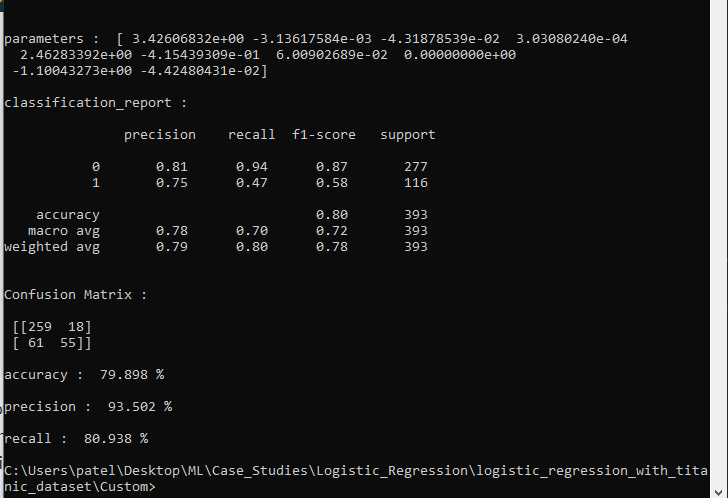 parameters :  [ 3.42606832e+00 -3.13617584e-03 -4.31878539e-02  3.03080240e-04
2.46283392e+00 -4.15439309e-01  6.00902689e-02  0.00000000e+00
-1.10043273e+00 -4.42480431e-02]
classification_report :
precision    recall  f1-score   support
0       0.81      0.94      0.87       277
1       0.75      0.47      0.58       116
accuracy                           0.80       393
macro avg       0.78      0.70      0.72       393
weighted avg       0.79      0.80      0.78       393
Confusion Matrix :
[[259  18]
[ 61  55]]
accuracy :  79.898 %
precision :  93.502 %
recall :  80.938 %
C:\Users\patel\Desktop\ML\Case_Studies\Logistic_Regression\logistic_regression_with_tita
nic_dataset\Custom>